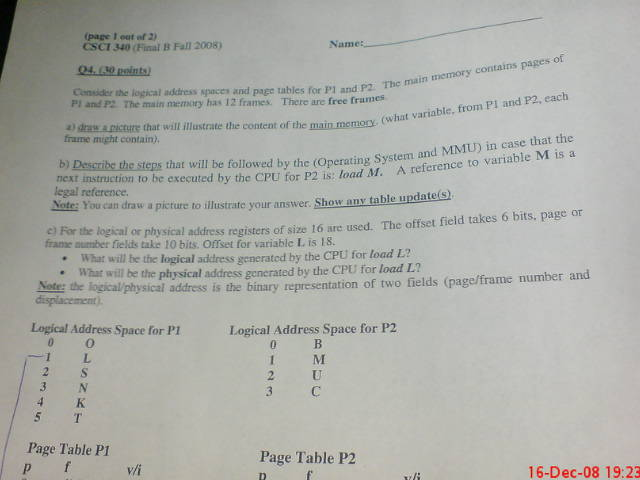 (page 1 out of 2)
CSCI 340 (Final B Fall 2008)
Name:
Q4. (30 points)
Consider the logical address spaces and page tables for P1 and P2. The main memory contains pages of
P1 and P2. The main memory has 12 frames. There are free frames.
a) draw a picture that will illustrate the content of the main memory. (what variable, from P1 and P2, each
frame might contain).
b) Describe the steps that will be followed by the (Operating System and MMU) in case that the
next instruction to be executed by the CPU for P2 is: load M. A reference to variable M is a
legal reference.
Note: You can draw a picture to illustrate your answer. Show any table update(s).
c) For the logical or physical address registers of size 16 are used. The offset field takes 6 bits, page or
frame number fields take 10 bits. Offset for variable L is 18.
• What will be the logical address generated by the CPU for load L?
• What will be the physical address generated by the CPU for load L?
Note: the logical/physical address is the binary representation of two fields (page/frame number and
displacement).
Logical Address Space for P1
0 O
1 L
2 S
3 N
4 K
5 T
Logical Address Space for P2
0 B
1 M
2 U
3 C
Page Table P1
p f v/i
Page Table P2
p f v/i
16-Dec-08 19:23